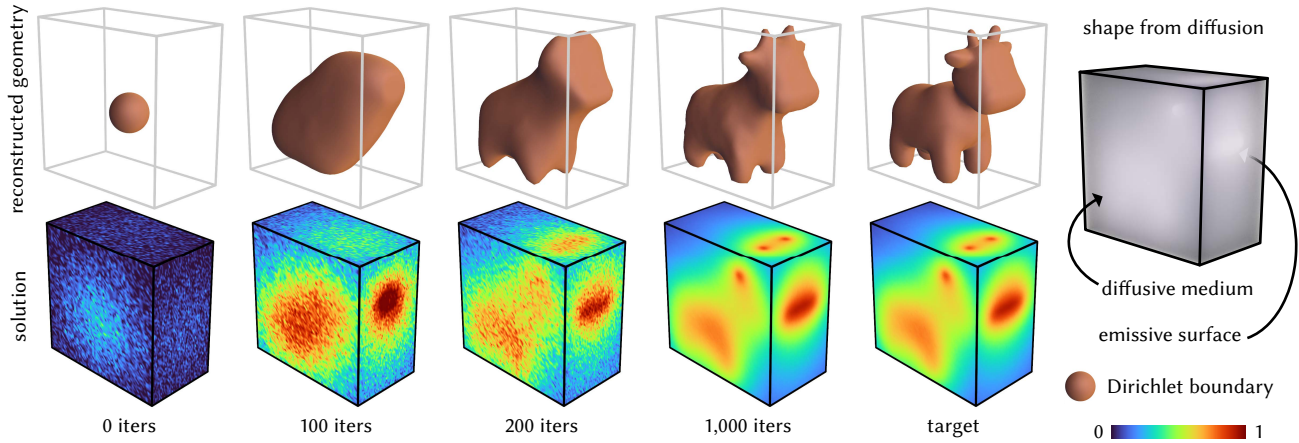 reconstructed geometry
shape from diffusion
solution
diffusive medium
emissive surface
Dirichlet boundary
0 iters
100 iters
200 iters
1,000 iters
target
0
1